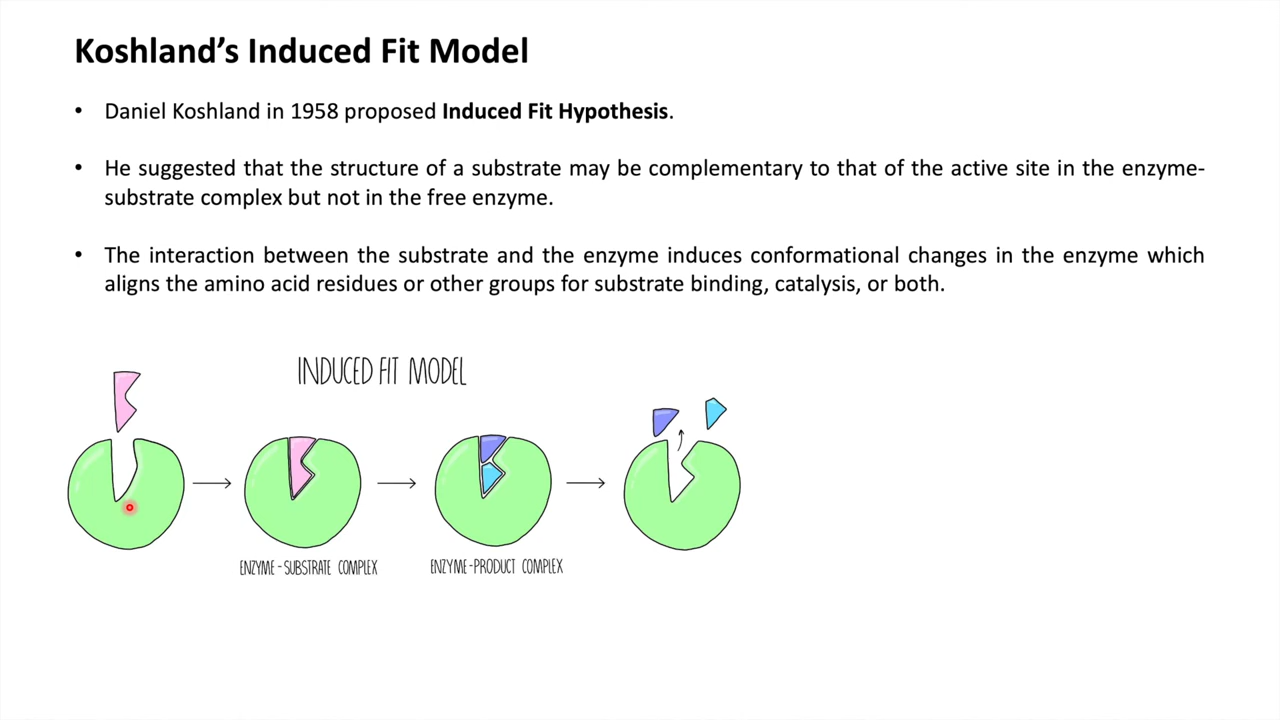 Koshland’s Induced Fit Model
• Daniel Koshland in 1958 proposed Induced Fit Hypothesis.
• He suggested that the structure of a substrate may be complementary to that of the active site in the enzyme-
substrate complex but not in the free enzyme.
• The interaction between the substrate and the enzyme induces conformational changes in the enzyme which
aligns the amino acid residues or other groups for substrate binding, catalysis, or both.
INDUCED FIT MODEL
ENZYME-SUBSTRATE COMPLEX
ENZYME-PRODUCT COMPLEX